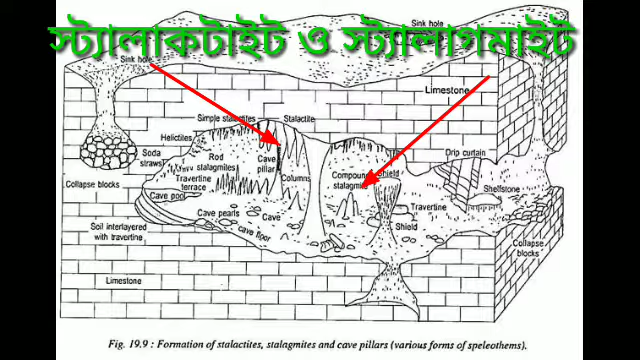 স্ট্যালাকটাইট ও স্ট্যালাগমাইট
Sink hole
Sink hole
Limestone
Simple stalactites
Stalactite
Helictites
Soda
straws
Rod
stalagmites
Cave
pillar
Columns
Compound
stalagmite
Shield
Drip curtain
Collapse blocks
Travertine
terrace
Cave pool
Cave pearls
Cave
Travertine
Shelfstone
Soil interlayered
with travertine
cave floor
Shield
Collapse
blocks
Limestone
Fig. 19.9 : Formation of stalactites, stalagmites and cave pillars (various forms of speleothems).